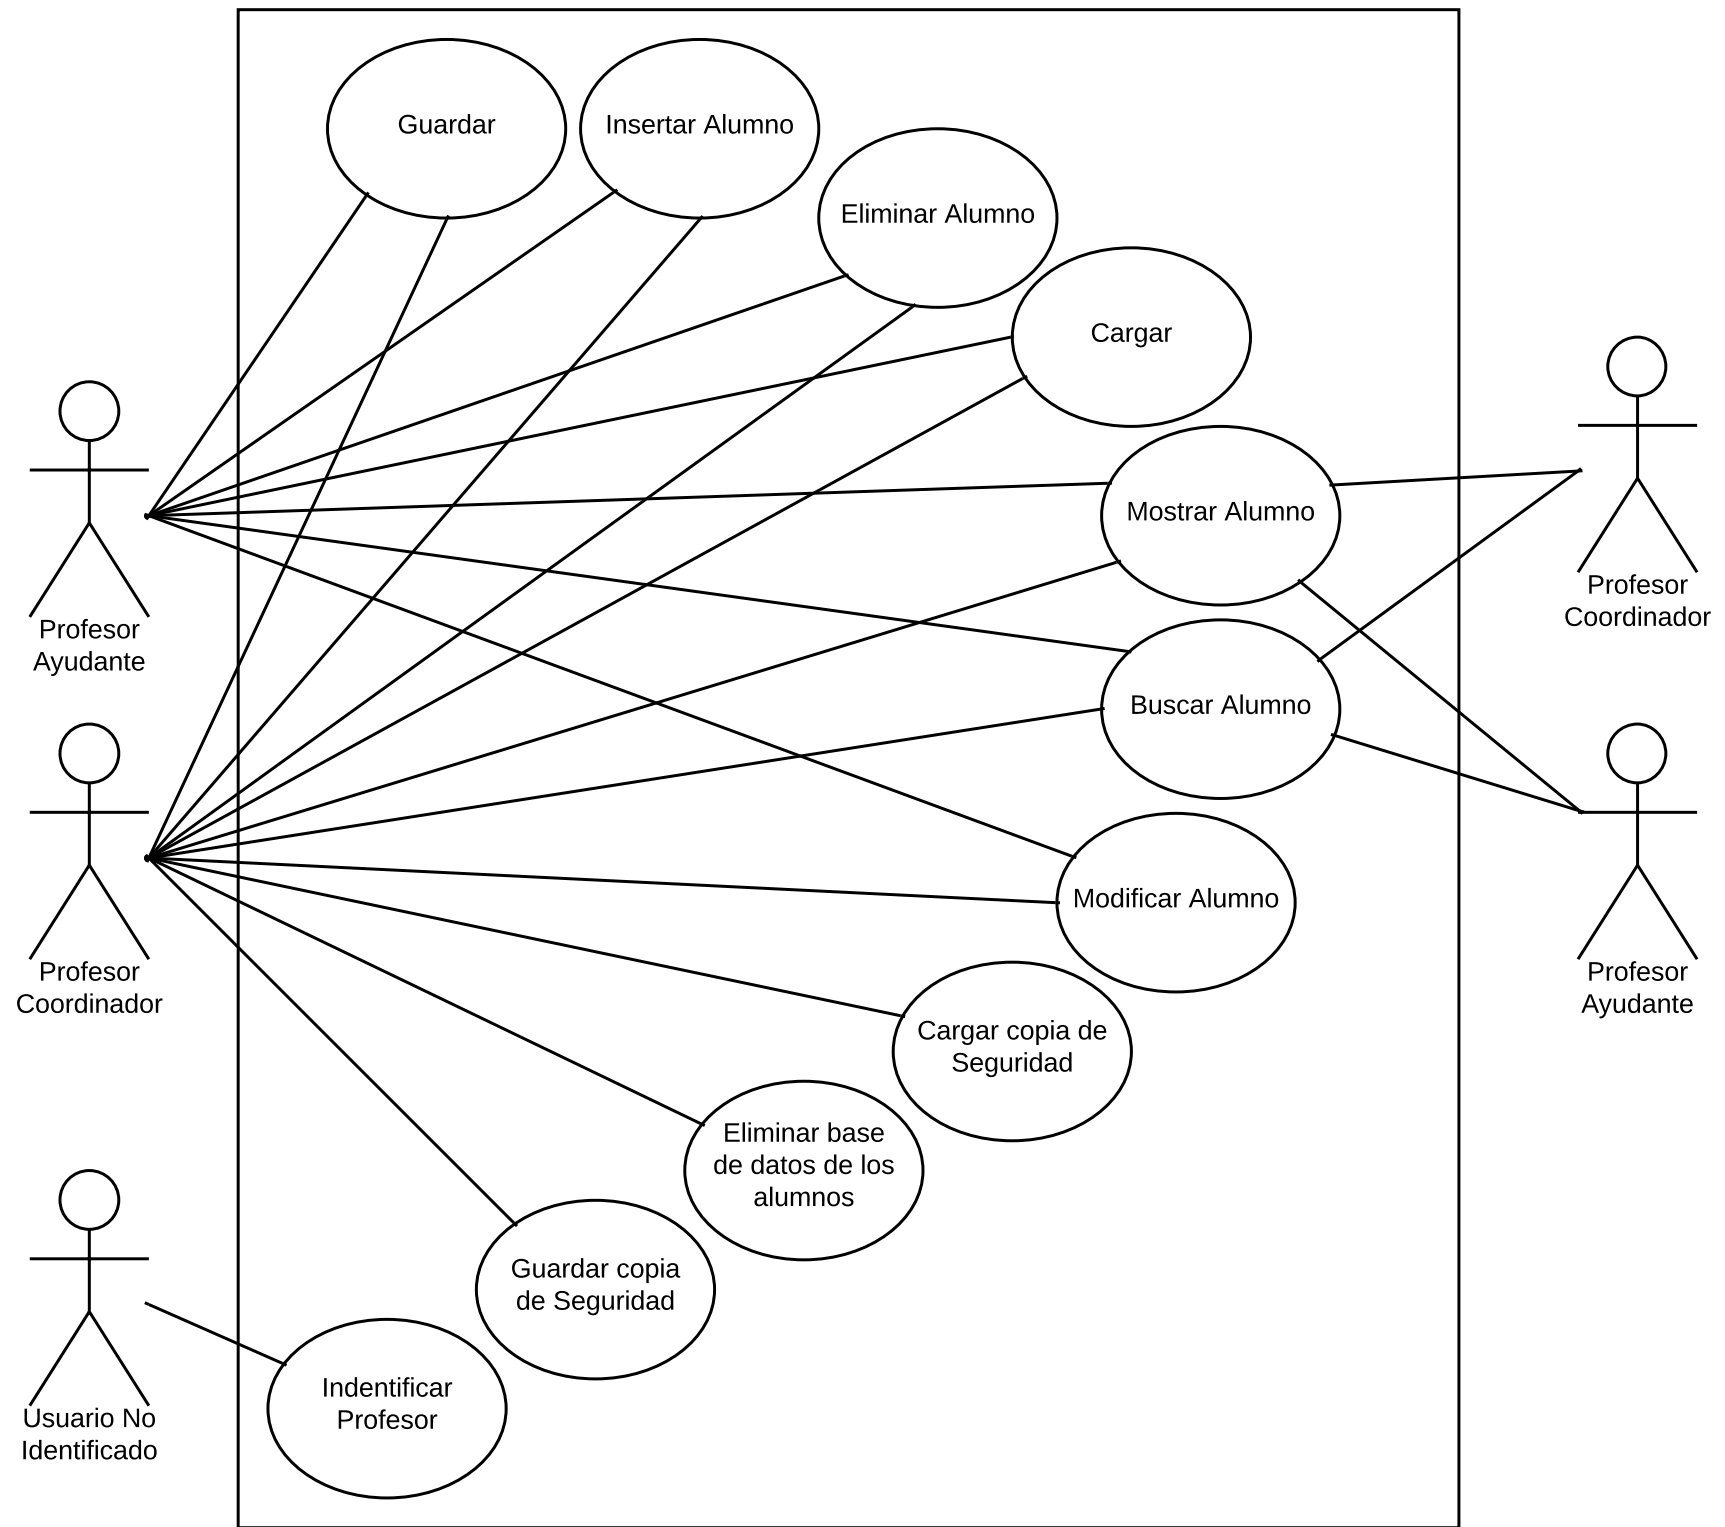 Guardar
Insertar Alumno
Eliminar Alumno
Cargar
Mostrar Alumno
Profesor
Coordinador
Profesor
Ayudante
Buscar Alumno
Modificar Alumno
Profesor
Coordinador
Profesor
Ayudante
Cargar copia de
Seguridad
Eliminar base
de datos de los
alumnos
Guardar copia
de Seguridad
Indentificar
Profesor
Usuario No
Identificado